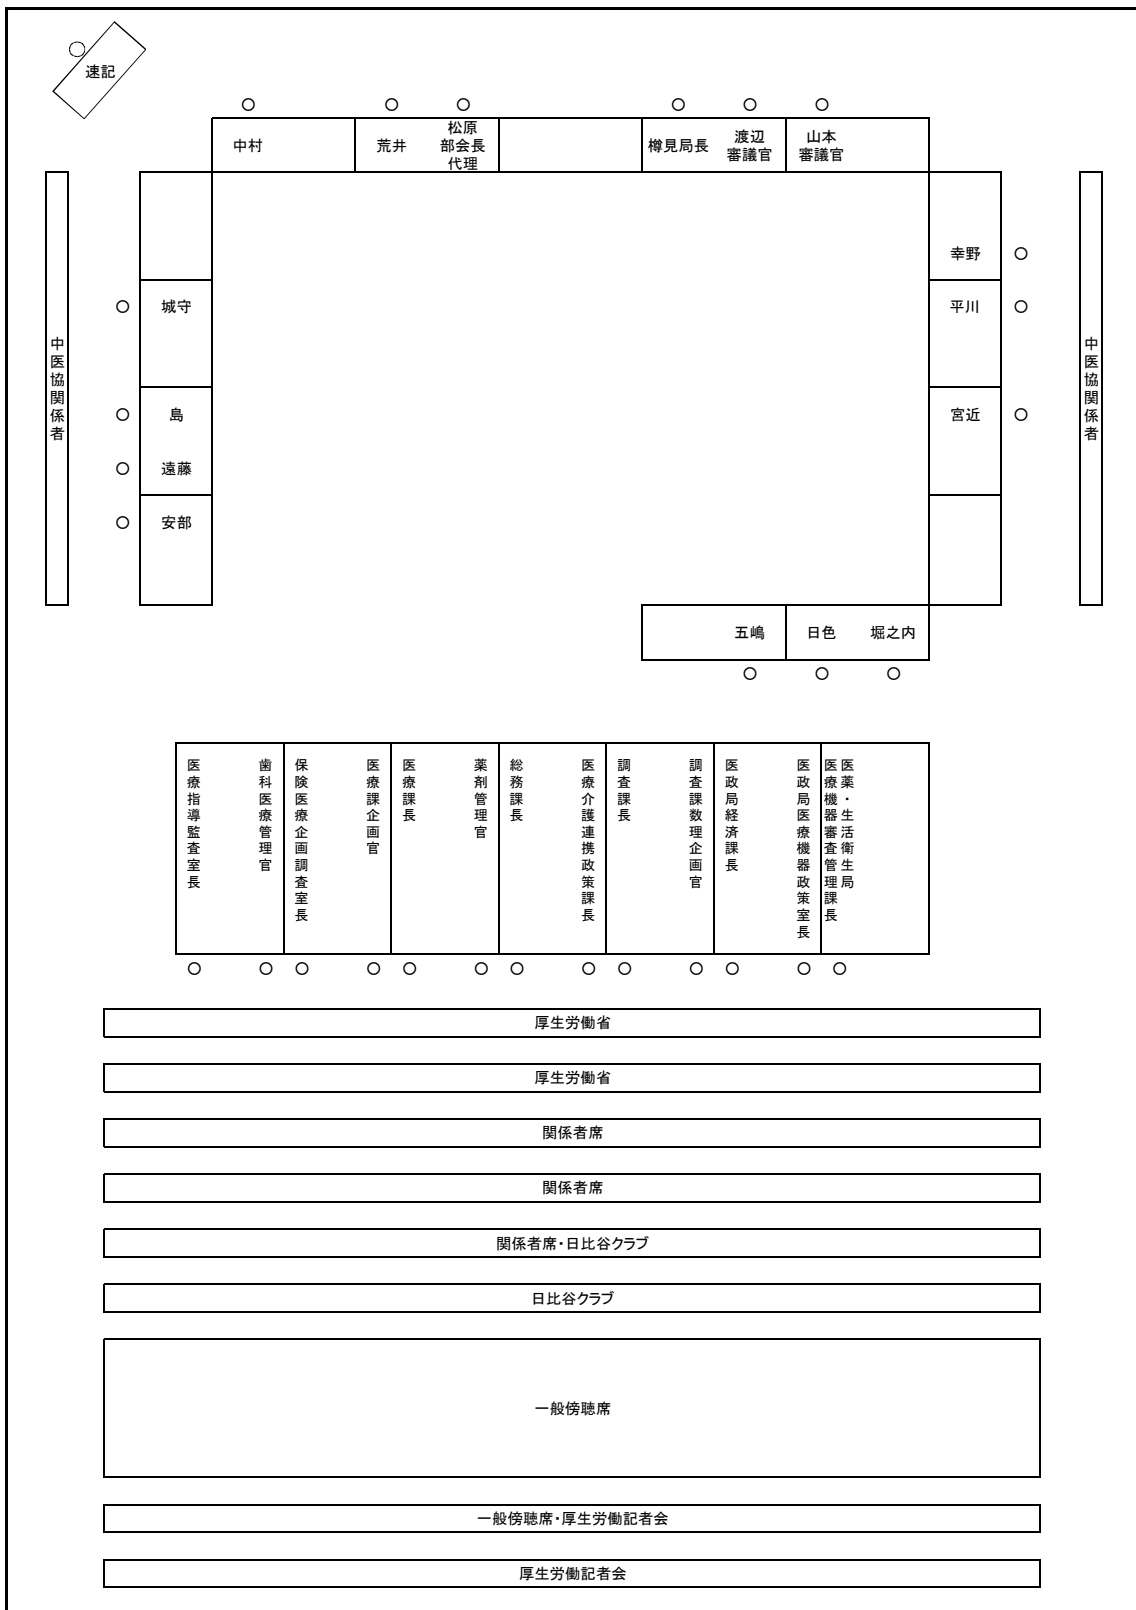 速記
中村
荒井
松原
部会長
代理
樽見局長
渡辺
審議官
山本
審議官
中医協関係者
城守
島
遠藤
安部
幸野
平川
宮近
中医協関係者
五嶋
日色
堀之内
医療指導監査室長
歯科医療管理官
保険医療企画調査室長
医療課企画官
医療課長
薬剤管理官
総務課長
医療介護連携政策課長
調査課長
調査課数理企画官
医政局経済課長
医政局医療機器政策室長
医薬・生活衛生局
医療機器審査管理課長
厚生労働省
厚生労働省
関係者席
関係者席
関係者席・日比谷クラブ
日比谷クラブ
一般傍聴席
一般傍聴席・厚生労働記者会
厚生労働記者会